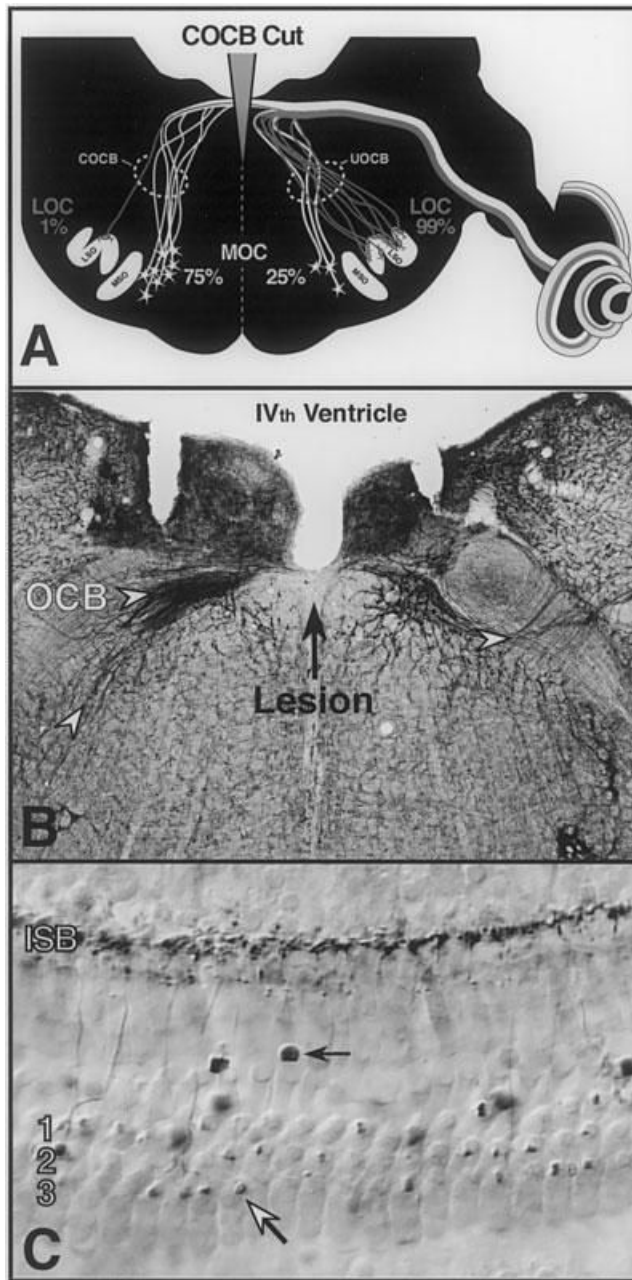 COCB Cut
COCB
UOCB
LOC
1%
LOC
99%
LSO
MSO
MOC
75%
25%
MSO
LSO
A
IVth Ventricle
OCB
Lesion
B
ISB
1
2
3
C